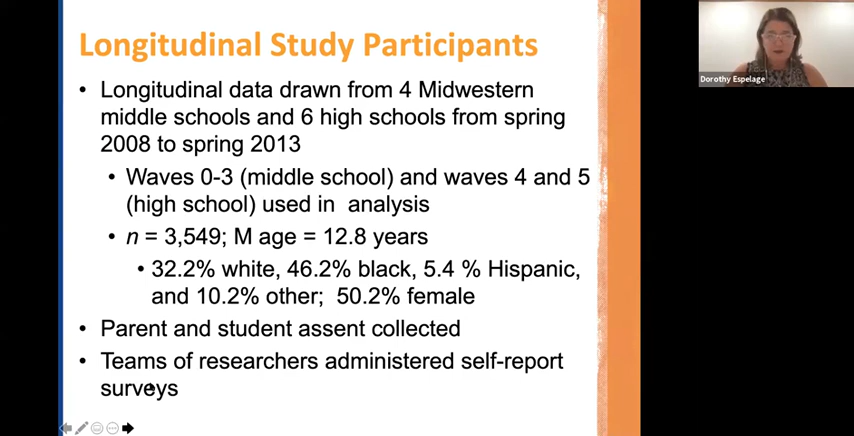 Longitudinal Study Participants
Dorothy Espelage
• Longitudinal data drawn from 4 Midwestern
middle schools and 6 high schools from spring
2008 to spring 2013
• Waves 0-3 (middle school) and waves 4 and 5
(high school) used in analysis
• n = 3,549; M age = 12.8 years
• 32.2% white, 46.2% black, 5.4 % Hispanic,
and 10.2% other; 50.2% female
• Parent and student assent collected
• Teams of researchers administered self-report
surveys